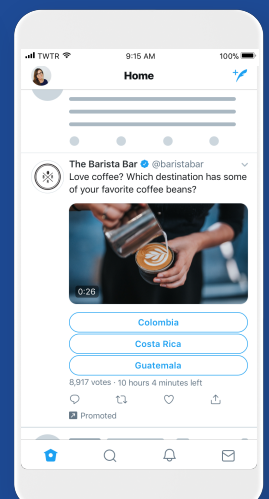 TWTR
9:15 AM
100%
Home
The Barista Bar @baristabar
Love coffee? Which destination has some
of your favorite coffee beans?
0:26
Colombia
Costa Rica
Guatemala
8,917 votes · 10 hours 4 minutes left
Promoted